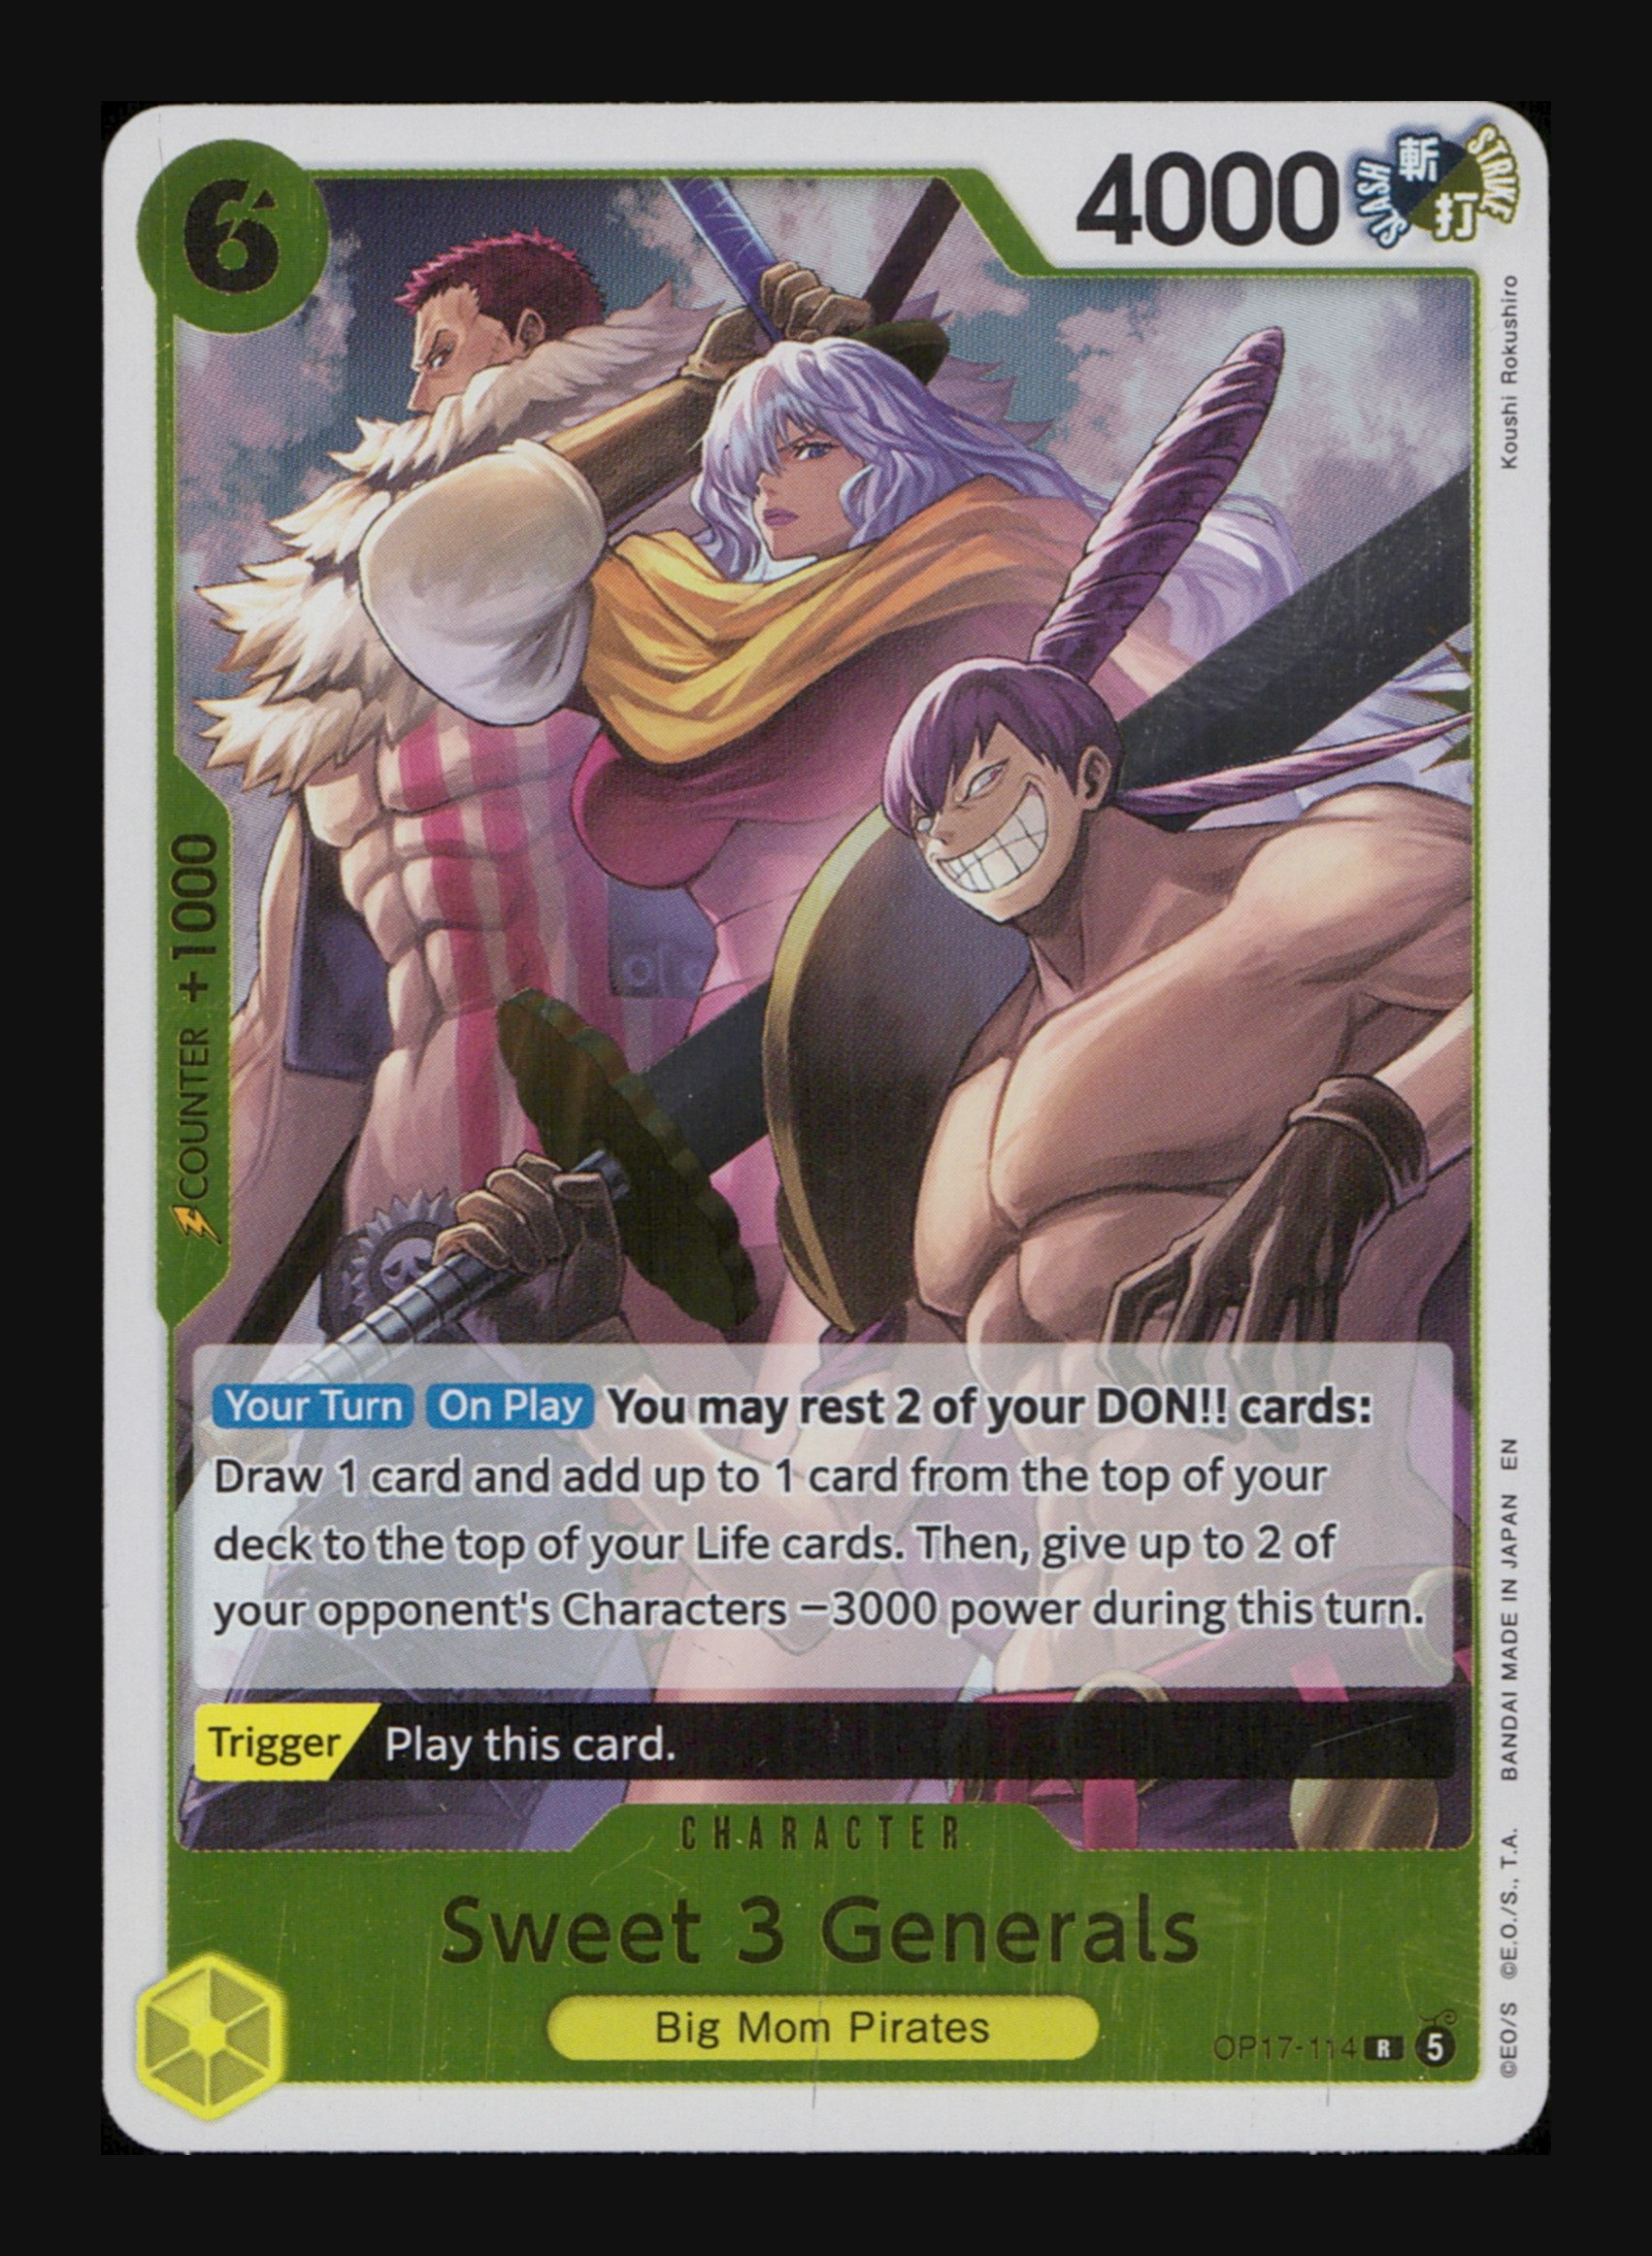 6
4000
斬
打
SLASH
STRIKE
Koushi Rokushiro
COUNTER +1000
Your Turn On Play You may rest 2 of your DON!! cards:
Draw 1 card and add up to 1 card from the top of your
deck to the top of your Life cards. Then, give up to 2 of
your opponent's Characters −3000 power during this turn.
Trigger Play this card.
CHARACTER
Sweet 3 Generals
Big Mom Pirates
OP17-114 R 5
©EO/S ©E.O./S., T.A. BANDAI MADE IN JAPAN EN